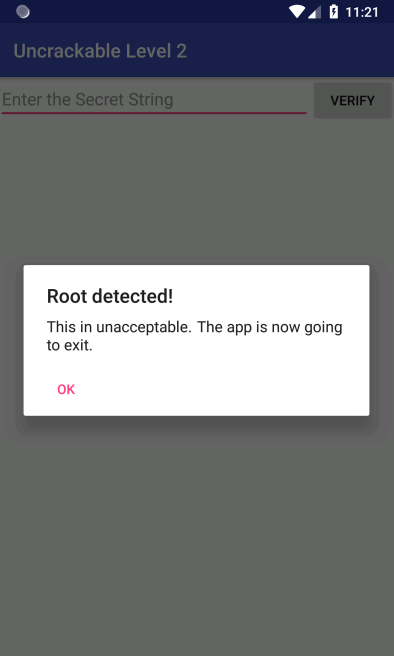 11:21
Uncrackable Level 2
Enter the Secret String
VERIFY
Root detected!
This in unacceptable. The app is now going
to exit.
OK